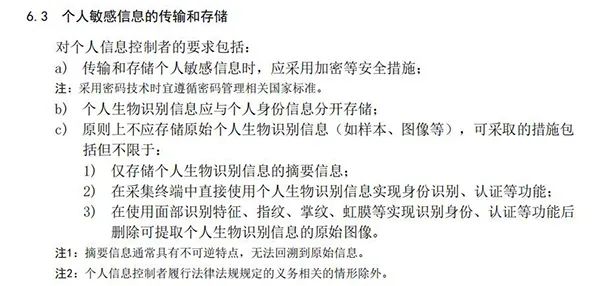 6.3 个人敏感信息的传输和存储
对个人信息控制者的要求包括:
a) 传输和存储个人敏感信息时，应采用加密等安全措施;
注: 采用密码技术时宜遵循密码管理相关国家标准。
b) 个人生物识别信息应与个人身份信息分开存储;
c) 原则上不应存储原始个人生物识别信息（如样本、图像等），可采取的措施包
括但不限于:
1) 仅存储个人生物识别信息的摘要信息;
2) 在采集终端中直接使用个人生物识别信息实现身份识别、认证等功能;
3) 在使用面部识别特征、指纹、掌纹、虹膜等实现识别身份、认证等功能后
删除可提取个人生物识别信息的原始图像。
注1: 摘要信息通常具有不可逆特点，无法回溯到原始信息。
注2: 个人信息控制者履行法律法规规定的义务相关的情形除外。